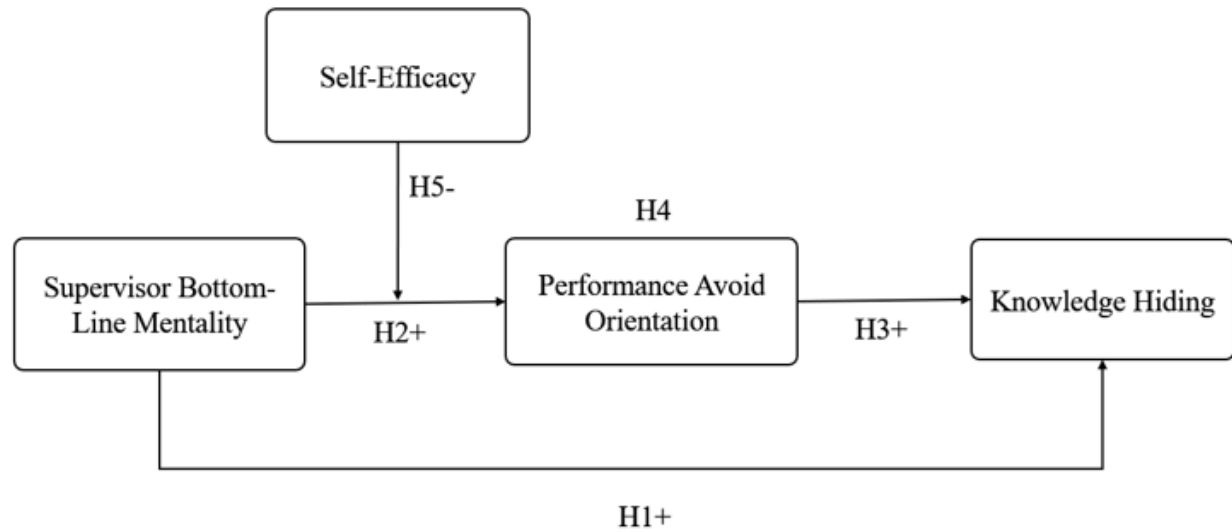 Self-Efficacy
H5-
H4
Supervisor Bottom-
Line Mentality
H2+
Performance Avoid
Orientation
H3+
Knowledge Hiding
H1+